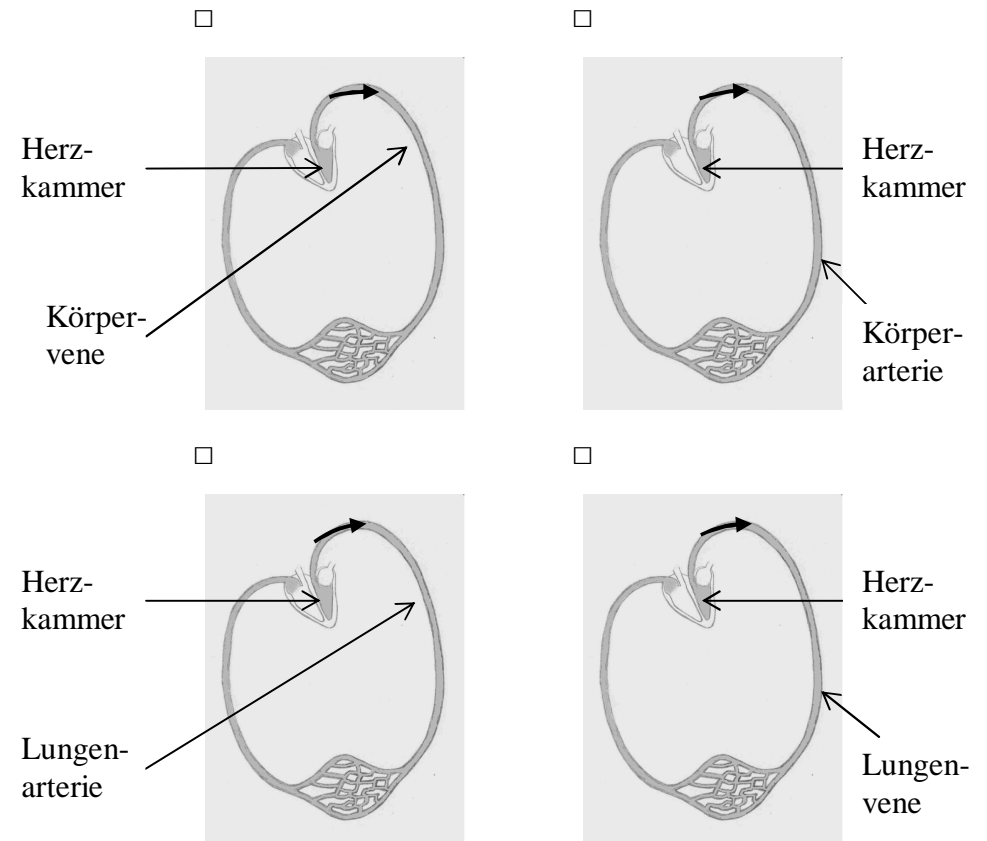 Herz-
kammer
Körper-
vene
Herz-
kammer
Körper-
arterie
Herz-
kammer
Lungen-
arterie
Herz-
kammer
Lungen-
vene